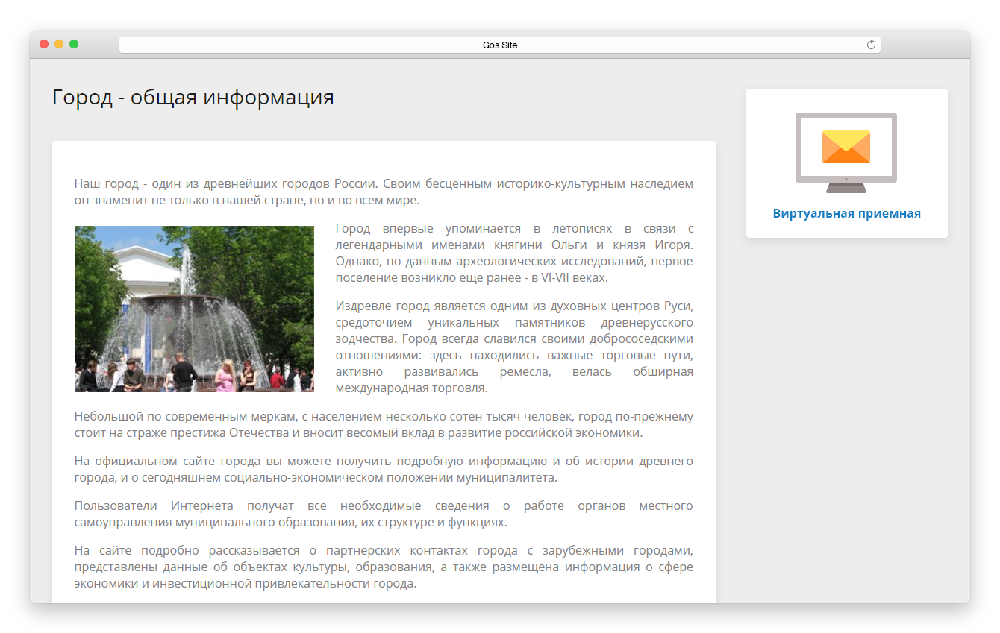 Gos Site
Город - общая информация
Наш город - один из древнейших городов России. Своим бесценным историко-культурным наследием
он знаменит не только в нашей стране, но и во всем мире.
Город впервые упоминается в летописях в связи с
легендарными именами княгини Ольги и князя Игоря.
Однако, по данным археологических исследований, первое
поселение возникло еще ранее - в VI-VII веках.
Издревле город является одним из духовных центров Руси,
средоточием уникальных памятников древнерусского
зодчества. Город всегда славился своими добрососедскими
отношениями: здесь находились важные торговые пути,
активно развивались ремесла, велась обширная
международная торговля.
Небольшой по современным меркам, с населением несколько сотен тысяч человек, город по-прежнему
стоит на страже престижа Отечества и вносит весомый вклад в развитие российской экономики.
На официальном сайте города вы можете получить подробную информацию и об истории древнего
города, и о сегодняшнем социально-экономическом положении муниципалитета.
Пользователи Интернета получат все необходимые сведения о работе органов местного
самоуправления муниципального образования, их структуре и функциях.
На сайте подробно рассказывается о партнерских контактах города с зарубежными городами,
представлены данные об объектах культуры, образования, а также размещена информация о сфере
экономики и инвестиционной привлекательности города.
Виртуальная приемная